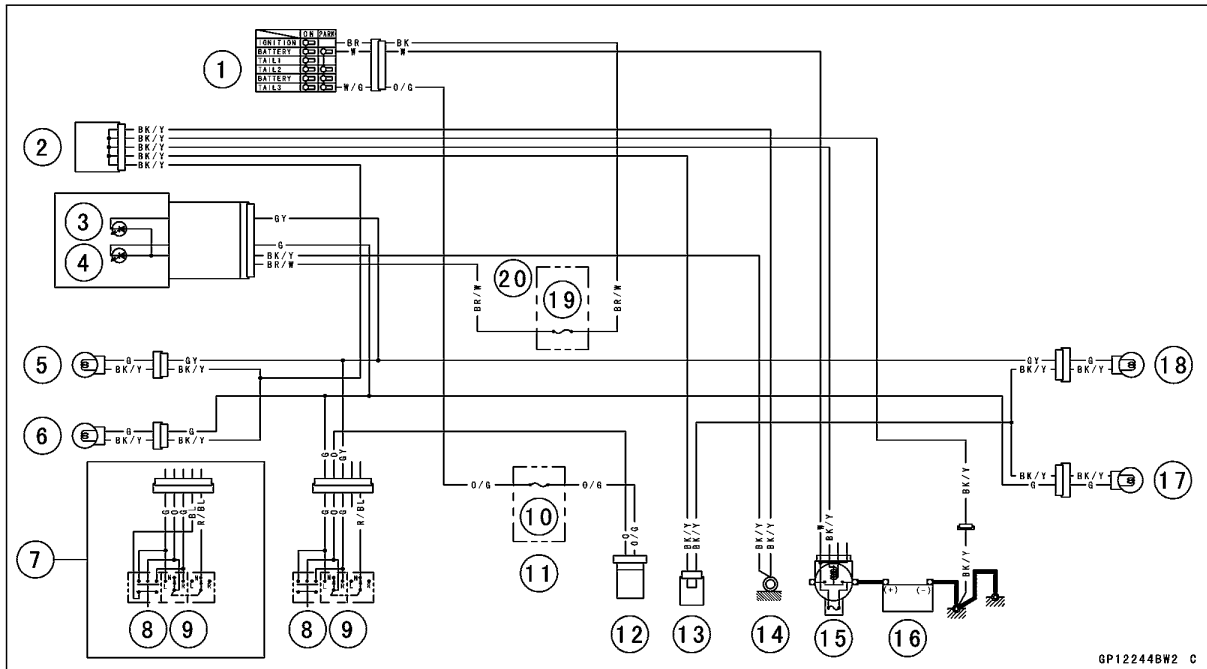 ON PARK
IGNITION
BATTERY
TAIL1
TAIL2
BATTERY
TAIL3
BR BK
W W
W/G O/G
1
2
BK/Y
BK/Y
BK/Y
BK/Y
BK/Y
3
4
GY
G
BK/Y
BR/W
BR/W
BR/W
20
19
5
G GY
BK/Y BK/Y
GY G
BK/Y BK/Y
18
6
G G
BK/Y BK/Y
BK/Y BK/Y
G G
17
G O GY
O/G O/G
10
11
7
G O G BL R/BL
G O G R/BL
8 9
8 9
O O/G
12
BK/Y BK/Y
13
BK/Y BK/Y
14
W BK/Y
15
(+) (-)
16
BK/Y
BK/Y
GP12244BW2 C